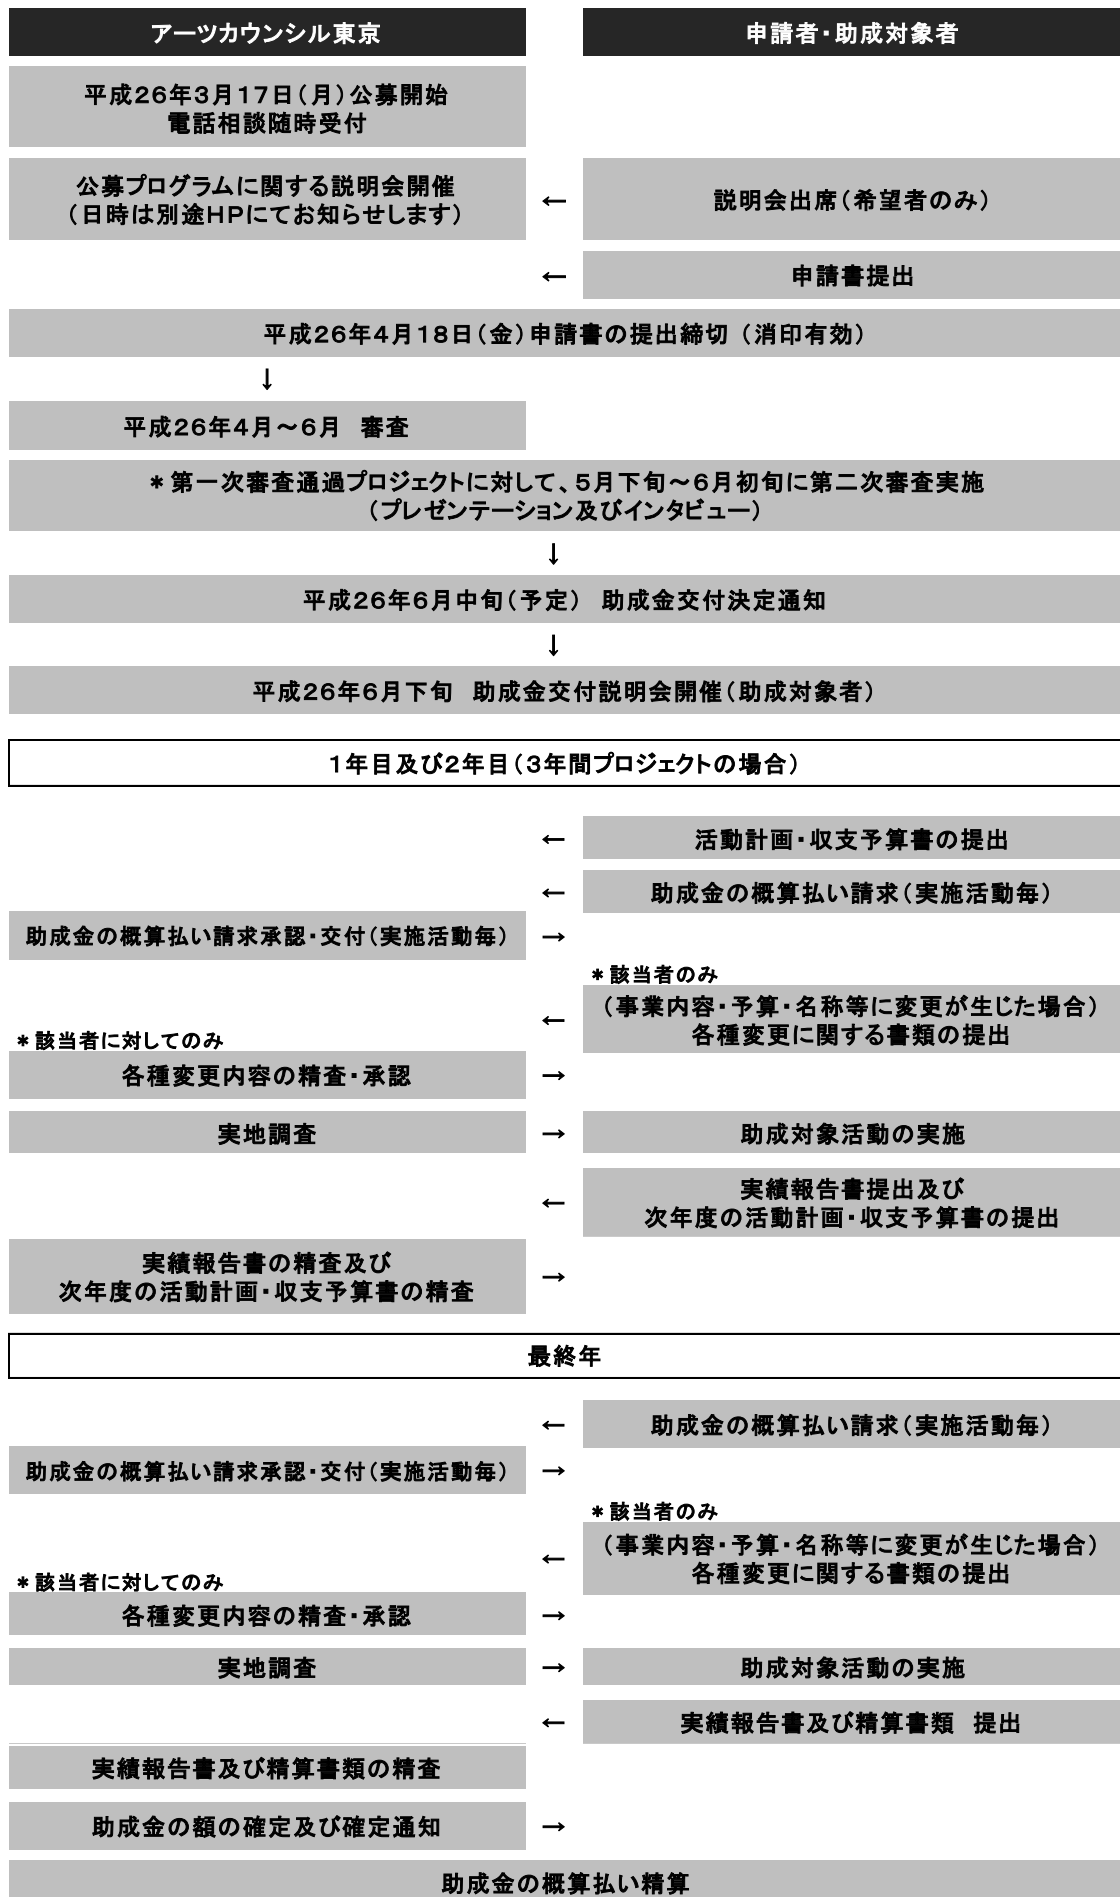 アーツカウンシル東京
申請者・助成対象者
平成26年3月17日（月）公募開始
電話相談随時受付
公募プログラムに関する説明会開催
（日時は別途HPにてお知らせします）
←
説明会出席（希望者のみ）
←
申請書提出
平成26年4月18日（金）申請書の提出締切（消印有効）
↓
平成26年4月～6月　審査
＊第一次審査通過プロジェクトに対して、5月下旬～6月初旬に第二次審査実施
（プレゼンテーション及びインタビュー）
↓
平成26年6月中旬（予定）　助成金交付決定通知
↓
平成26年6月下旬　助成金交付説明会開催（助成対象者）
1年目及び2年目（3年間プロジェクトの場合）
←
活動計画・収支予算書の提出
←
助成金の概算払い請求（実施活動毎）
助成金の概算払い請求承認・交付（実施活動毎）
→
＊該当者のみ
←
（事業内容・予算・名称等に変更が生じた場合）
各種変更に関する書類の提出
＊該当者に対してのみ
各種変更内容の精査・承認
→
実地調査
→
助成対象活動の実施
←
実績報告書提出及び
次年度の活動計画・収支予算書の提出
実績報告書の精査及び
次年度の活動計画・収支予算書の精査
→
最終年
←
助成金の概算払い請求（実施活動毎）
助成金の概算払い請求承認・交付（実施活動毎）
→
＊該当者のみ
←
（事業内容・予算・名称等に変更が生じた場合）
各種変更に関する書類の提出
＊該当者に対してのみ
各種変更内容の精査・承認
→
実地調査
→
助成対象活動の実施
←
実績報告書及び精算書類　提出
実績報告書及び精算書類の精査
助成金の額の確定及び確定通知
→
助成金の概算払い精算